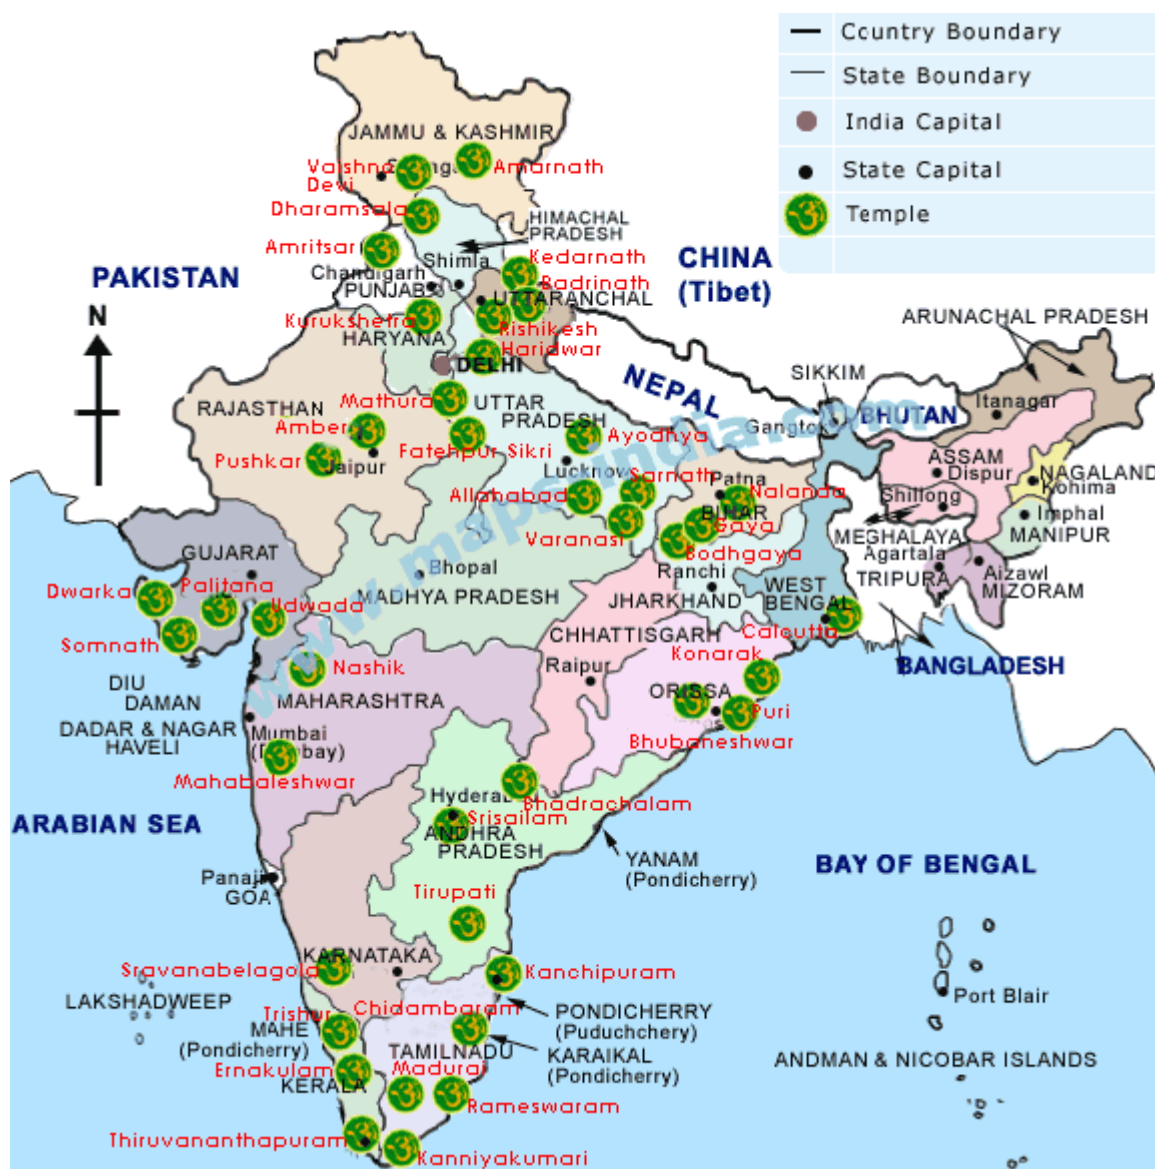 Country Boundary
State Boundary
India Capital
State Capital
Temple
JAMMU & KASHMIR
Vaishno
Devi
Amarnath
Dharamsala
HIMACHAL
PRADESH
Amritsar
Kedarnath
CHINA
(Tibet)
PAKISTAN
Shimla
Chandigarh
Badrinath
PUNJAB
UTTARANCHAL
N
Kurukshetra
Rishikesh
HARYANA
Haridwar
ARUNACHAL PRADESH
DELHI
NEPAL
SIKKIM
Mathura
UTTAR
PRADESH
RAJASTHAN
BHUTAN
Itanagar
Gangtok
Amber
Fatehpur Sikri
Ayodhya
Pushkar
Jaipur
Lucknow
ASSAM
Dispur
NAGALAND
Kohima
Sarnath
Patna
Nalanda
Allahabad
Shillong
BIHAR
Gaya
Imphal
Varanasi
MEGHALAYA
MANIPUR
Bodhgaya
Agartala
GUJARAT
Bhopal
Ranchi
WEST
BENGAL
TRIPURA
Aizawl
MIZORAM
Dwarka
Palitana
Udwada
MADHYA PRADESH
JHARKHAND
www.mapsofindia.com
Somnath
CHHATTISGARH
Calcutta
Konarak
Nashik
Raipur
BANGLADESH
DIU
DAMAN
MAHARASHTRA
ORISSA
Puri
DADAR & NAGAR
HAVELI
Mumbai
(Bombay)
Bhubaneshwar
Mahabaleshwar
Hyderabad
Bhadrachalam
ARABIAN SEA
Srisailam
ANDHRA
PRADESH
YANAM
(Pondicherry)
BAY OF BENGAL
Panaji
GOA
Tirupati
KARNATAKA
Sravanabelagola
Kanchipuram
LAKSHADWEEP
Port Blair
Trishur
Chidambaram
PONDICHERRY
(Puduchchery)
MAHE
(Pondicherry)
TAMILNADU
KARAIKAL
(Pondicherry)
ANDMAN & NICOBAR ISLANDS
Ernakulam
Madurai
KERALA
Rameswaram
Thiruvananthapuram
Kanniyakumari